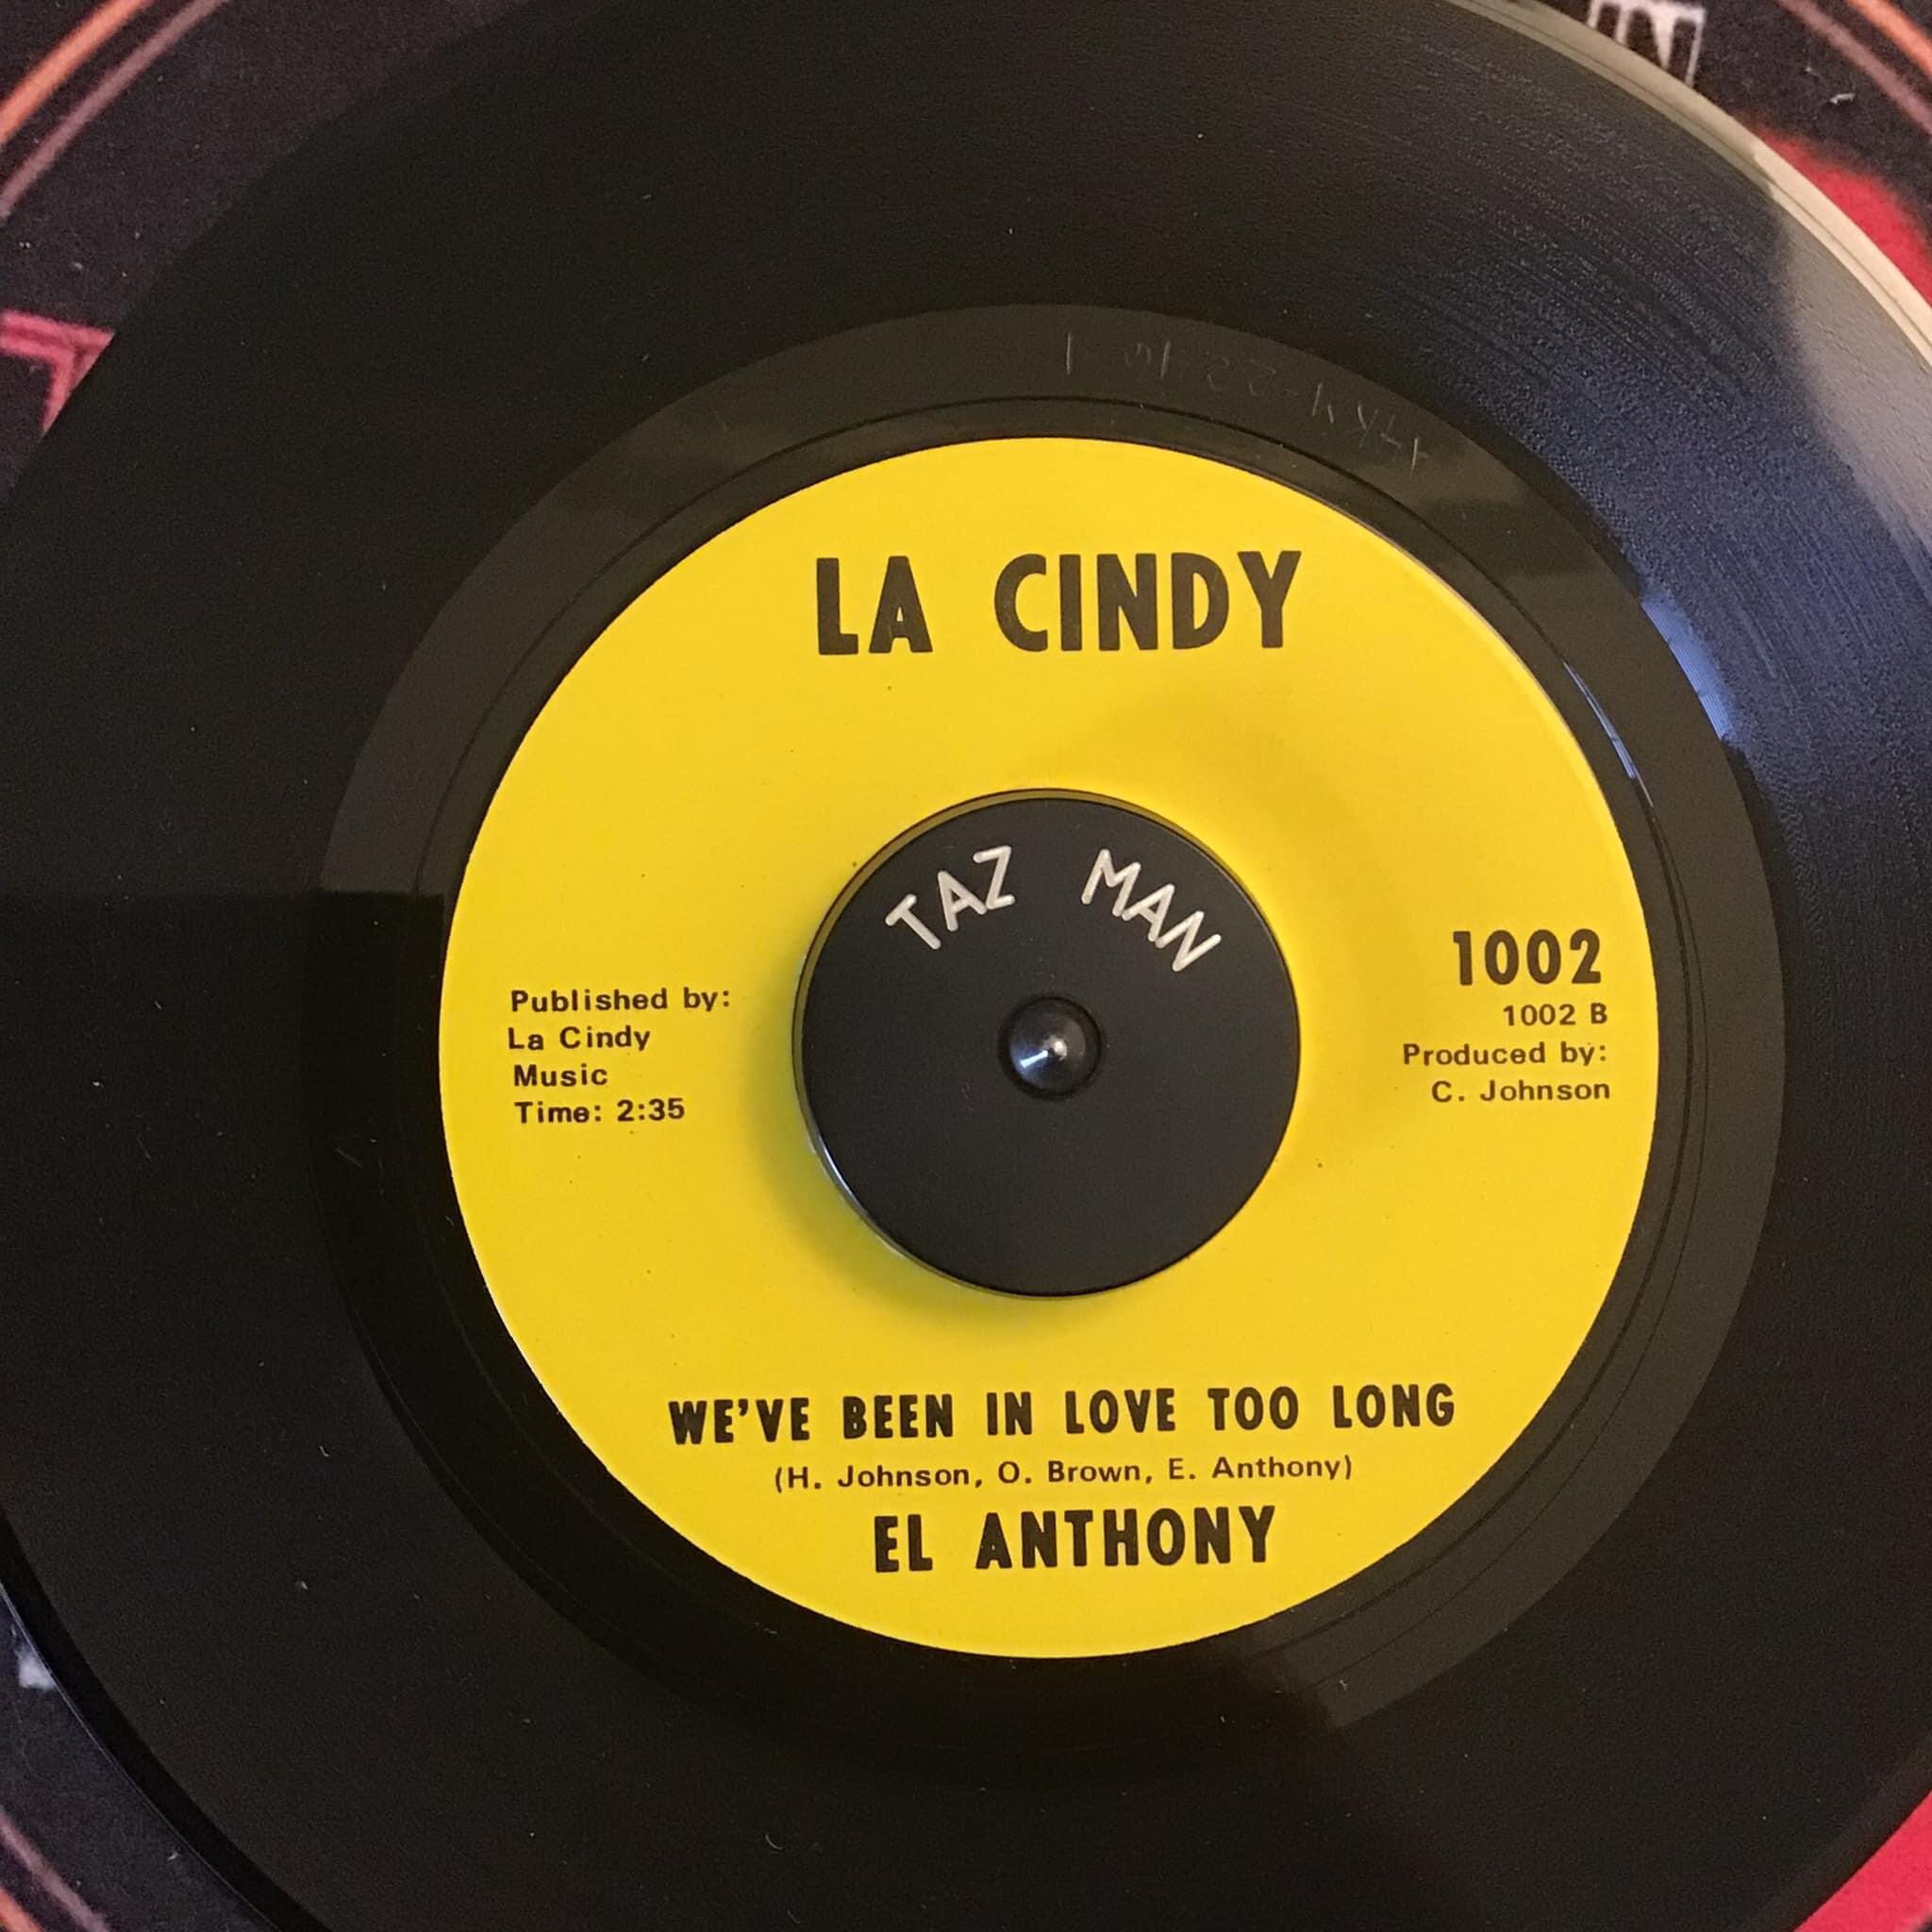 LA CINDY
TAZ MAN
Published by:
La Cindy
Music
Time: 2:35
1002
1002 B
Produced by:
C. Johnson
WE'VE BEEN IN LOVE TOO LONG
(H. Johnson, O. Brown, E. Anthony)
EL ANTHONY